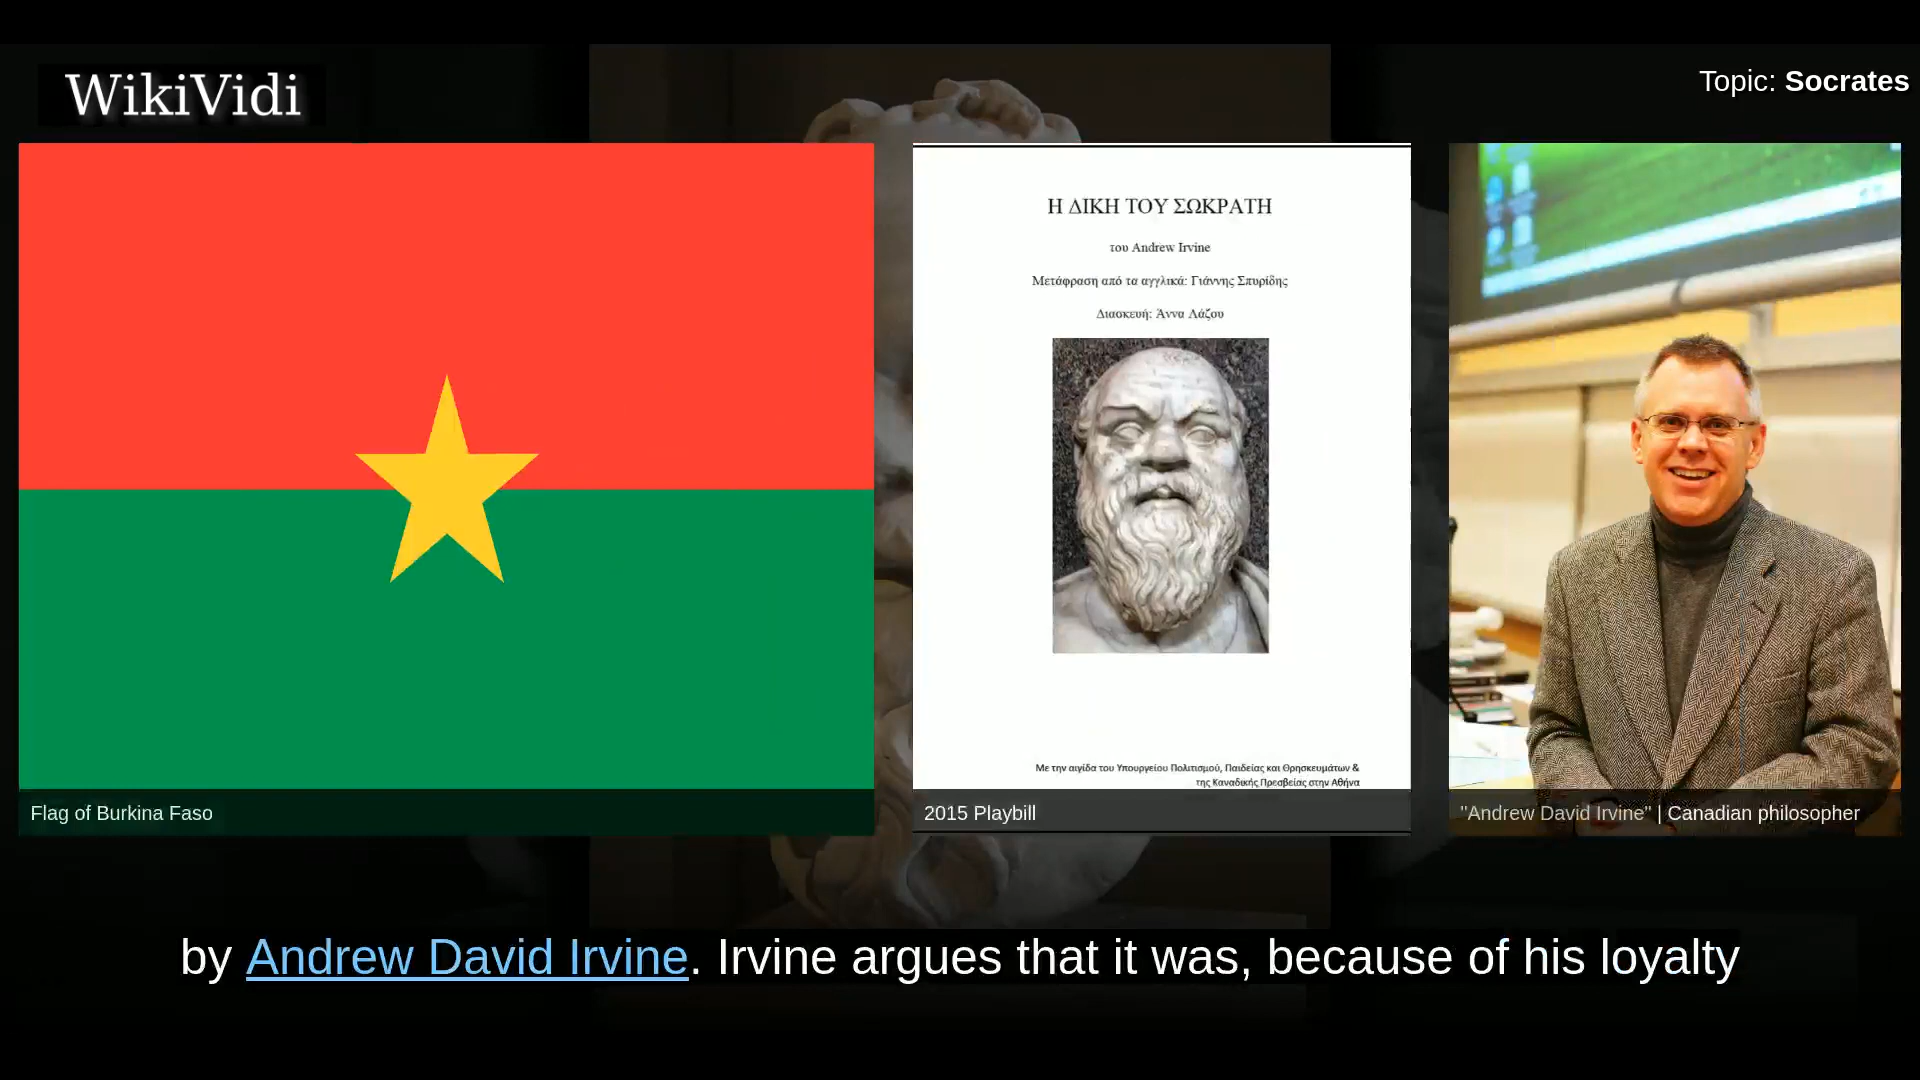 WikiVidi
Topic: Socrates
Η ΔΙΚΗ ΤΟΥ ΣΩΚΡΑΤΗ
του Andrew Irvine
Μετάφραση από τα αγγλικά: Γιάννης Σπυρίδης
Διασκευή: Άννα Λάζου
Με την αιγίδα του Υπουργείου Πολιτισμού, Παιδείας και Θρησκευμάτων &
της Καναδικής Πρεσβείας στην Αθήνα
Flag of Burkina Faso
2015 Playbill
"Andrew David Irvine" | Canadian philosopher
by Andrew David Irvine. Irvine argues that it was, because of his loyalty